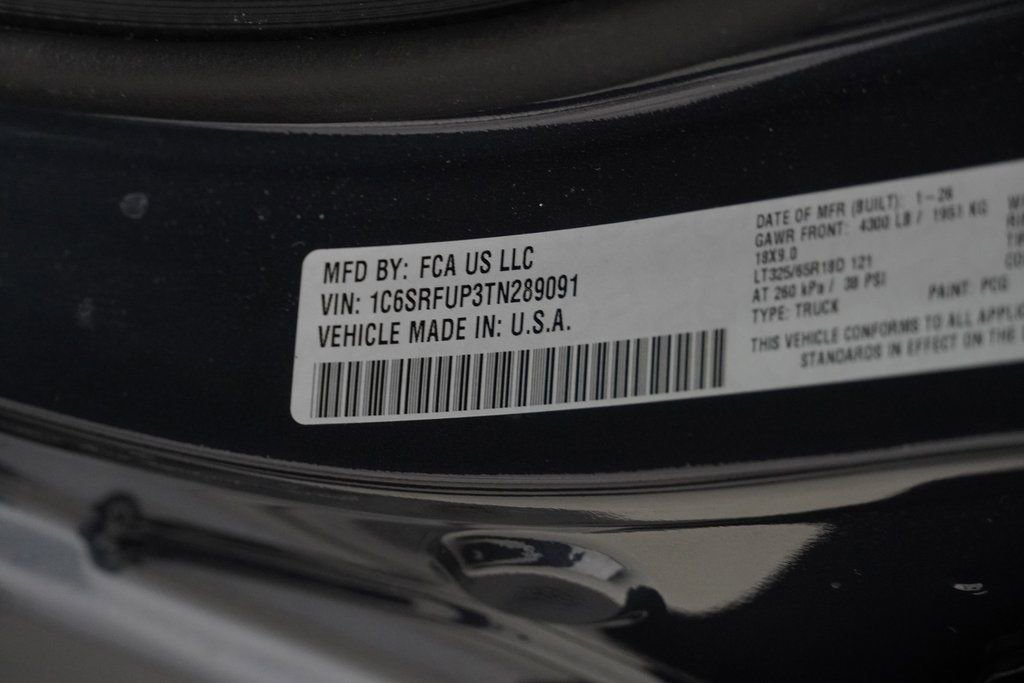 MFD BY: FCA US LLC
VIN: 1C6SRFUP3TN289091
VEHICLE MADE IN: U.S.A.
DATE OF MFR (BUILT): 1-26
GAWR FRONT: 4300 LB / 1951 KG
18X9.0
LT325/65R18D 121
AT 260 kPa / 38 PSI
TYPE: TRUCK
PAINT:
THIS VEHICLE CONFORMS TO ALL
STANDARDS IN EFFECT ON THE